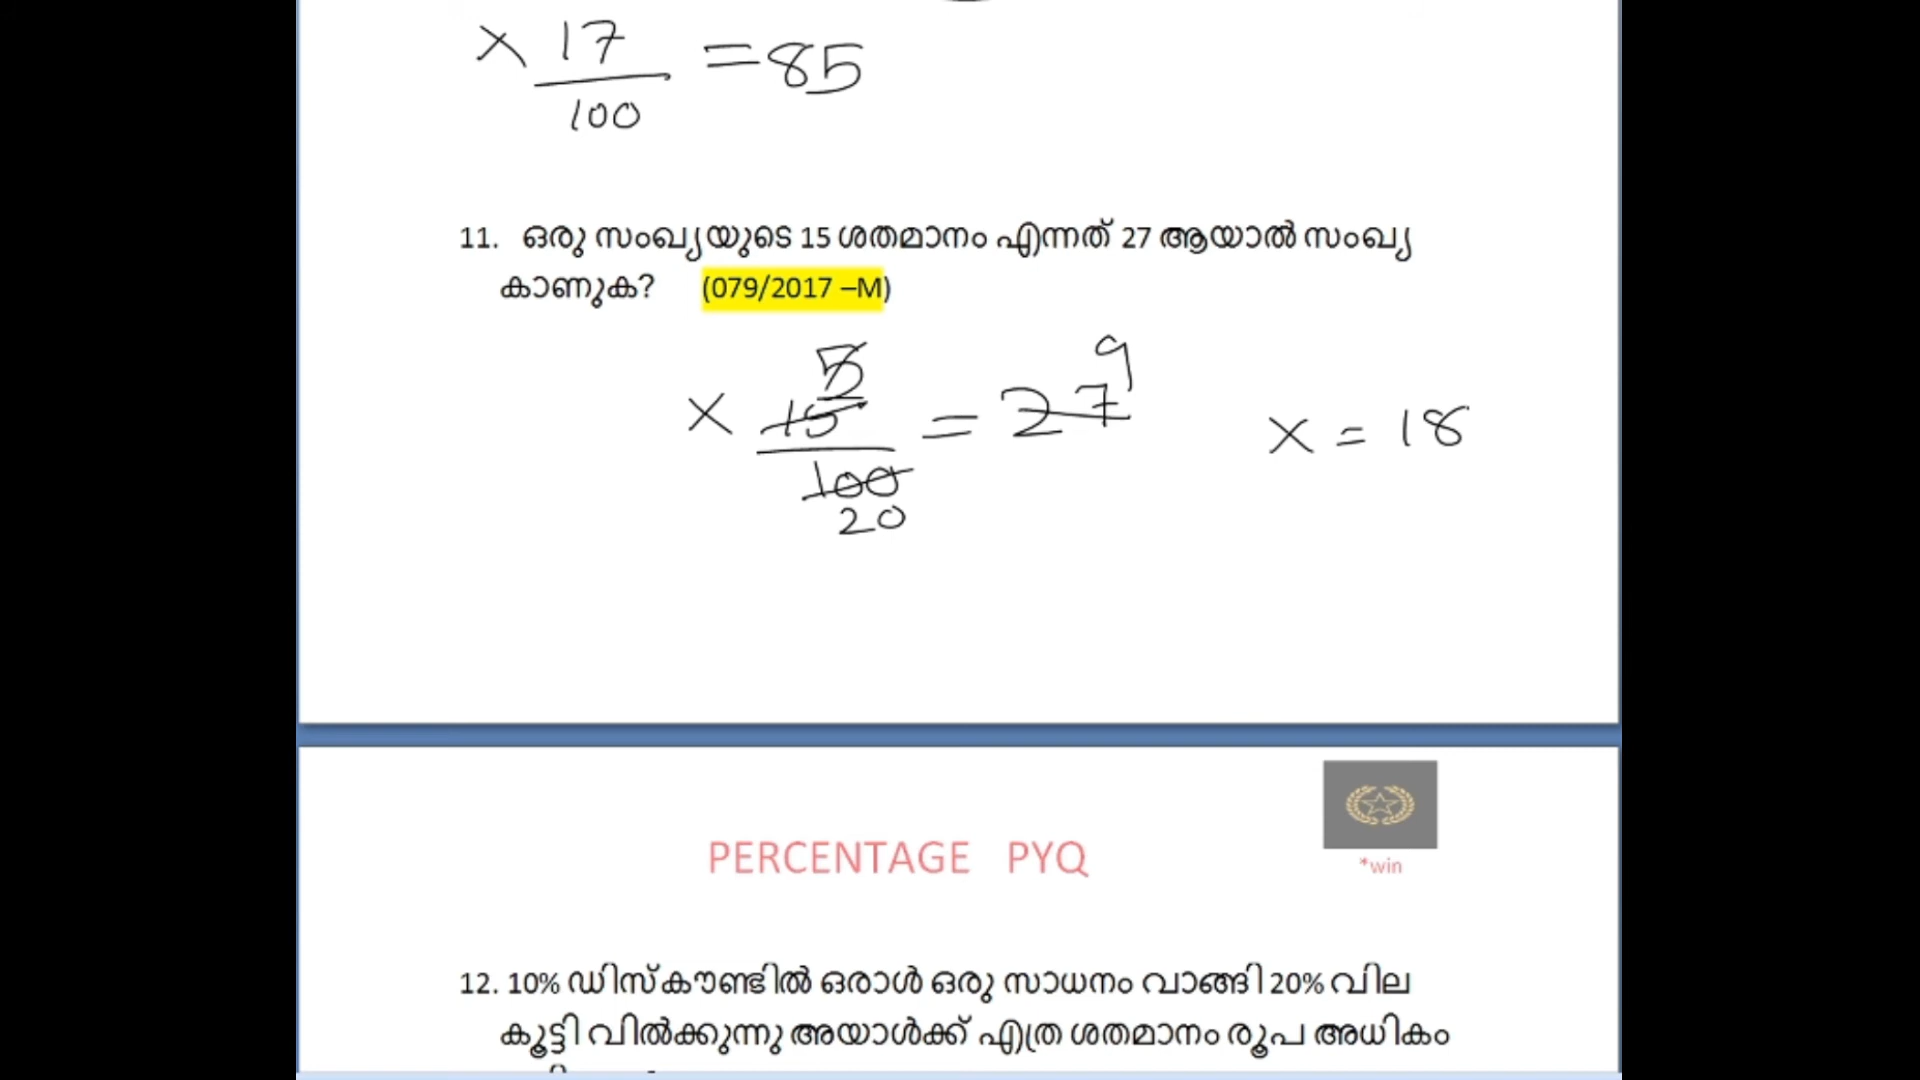 x 17/100 = 85
11. ഒരു സംഖ്യയുടെ 15 ശതമാനം എന്നത് 27 ആയാൽ സംഖ്യ
കാണുക? (079/2017 –M)
5 9
x 15/100 = 27 x = 18
20
PERCENTAGE PYQ
*win
12. 10% ഡിസ്കൗണ്ടിൽ ഒരാൾ ഒരു സാധനം വാങ്ങി 20% വില
കൂട്ടി വിൽക്കുന്നു അയാൾക്ക് എത്ര ശതമാനം രൂപ അധികം